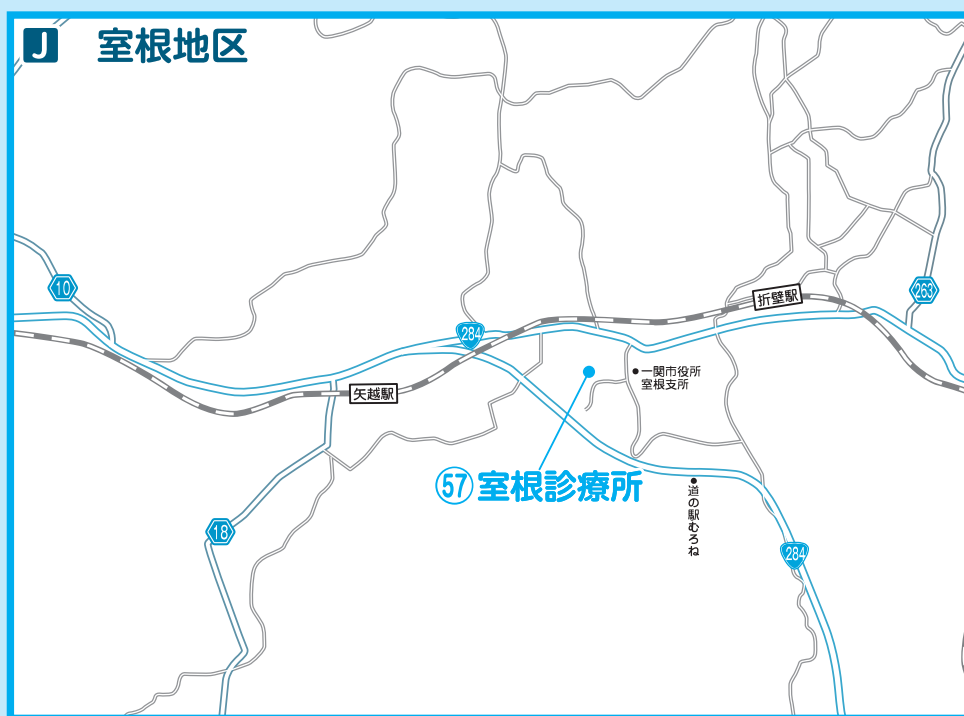 J 室根地区
10
263
折壁駅
284
一関市役所
室根支所
矢越駅
57 室根診療所
道の駅むろね
18
284